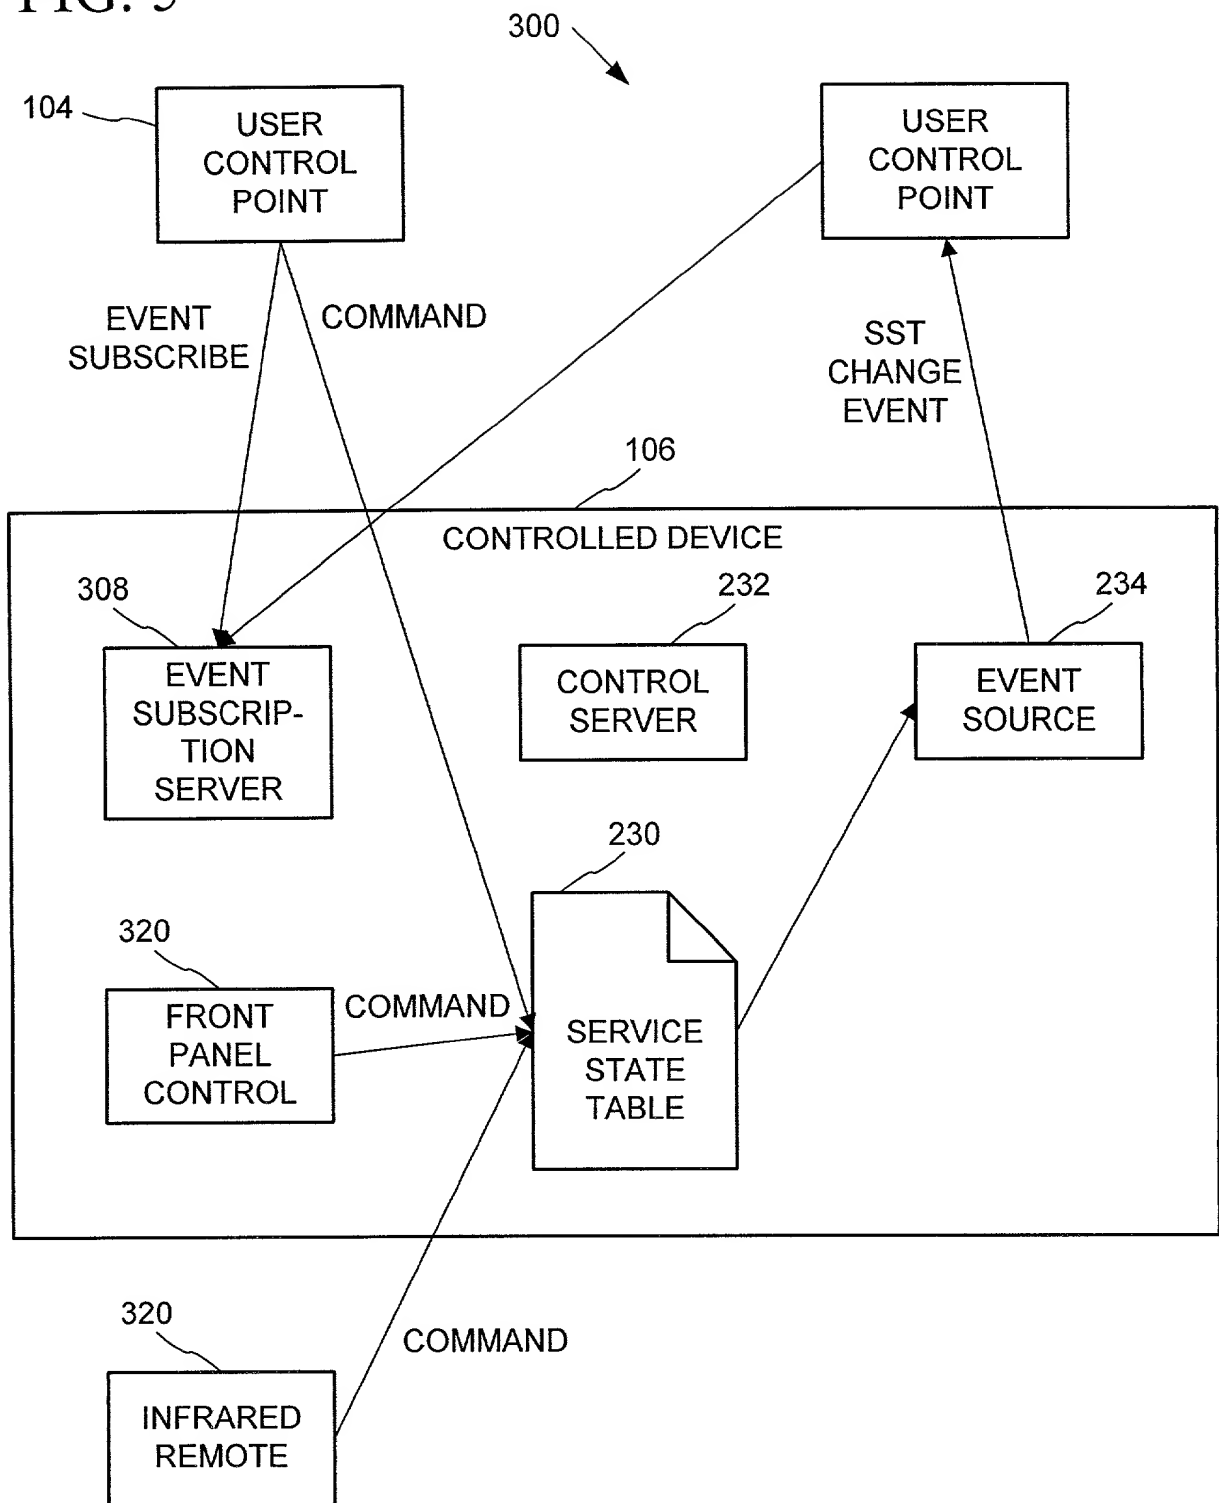 300
104
USER
CONTROL
POINT
USER
CONTROL
POINT
EVENT
SUBSCRIBE
COMMAND
SST
CHANGE
EVENT
106
CONTROLLED DEVICE
308
232
234
EVENT
SUBSCRIP-
TION
SERVER
CONTROL
SERVER
EVENT
SOURCE
230
320
FRONT
PANEL
CONTROL
COMMAND
SERVICE
STATE
TABLE
320
COMMAND
INFRARED
REMOTE